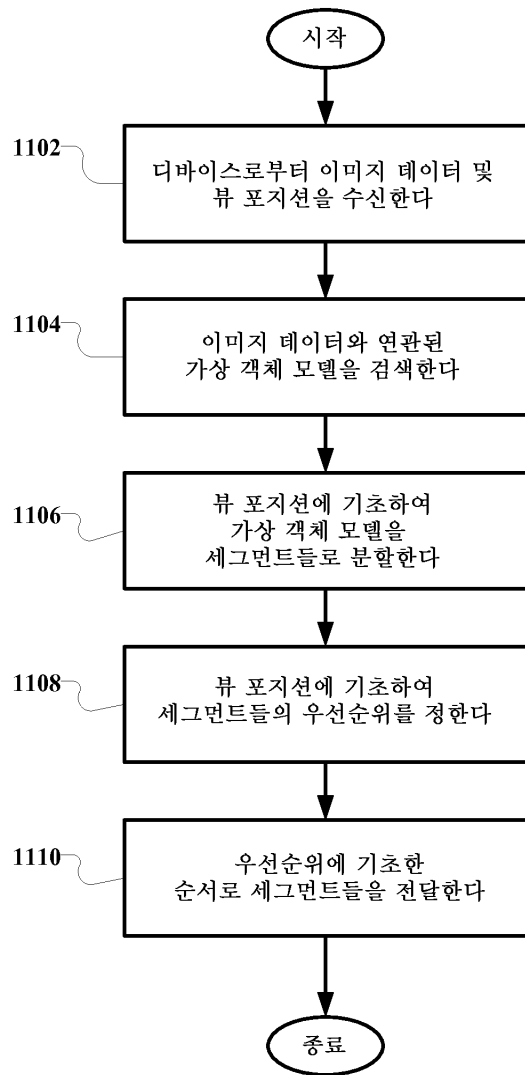 시작
1102
디바이스로부터 이미지 데이터 및
뷰 포지션을 수신한다
1104
이미지 데이터와 연관된
가상 객체 모델을 검색한다
1106
뷰 포지션에 기초하여
가상 객체 모델을
세그먼트들로 분할한다
1108
뷰 포지션에 기초하여
세그먼트들의 우선순위를 정한다
1110
우선순위에 기초한
순서로 세그먼트들을 전달한다
종료